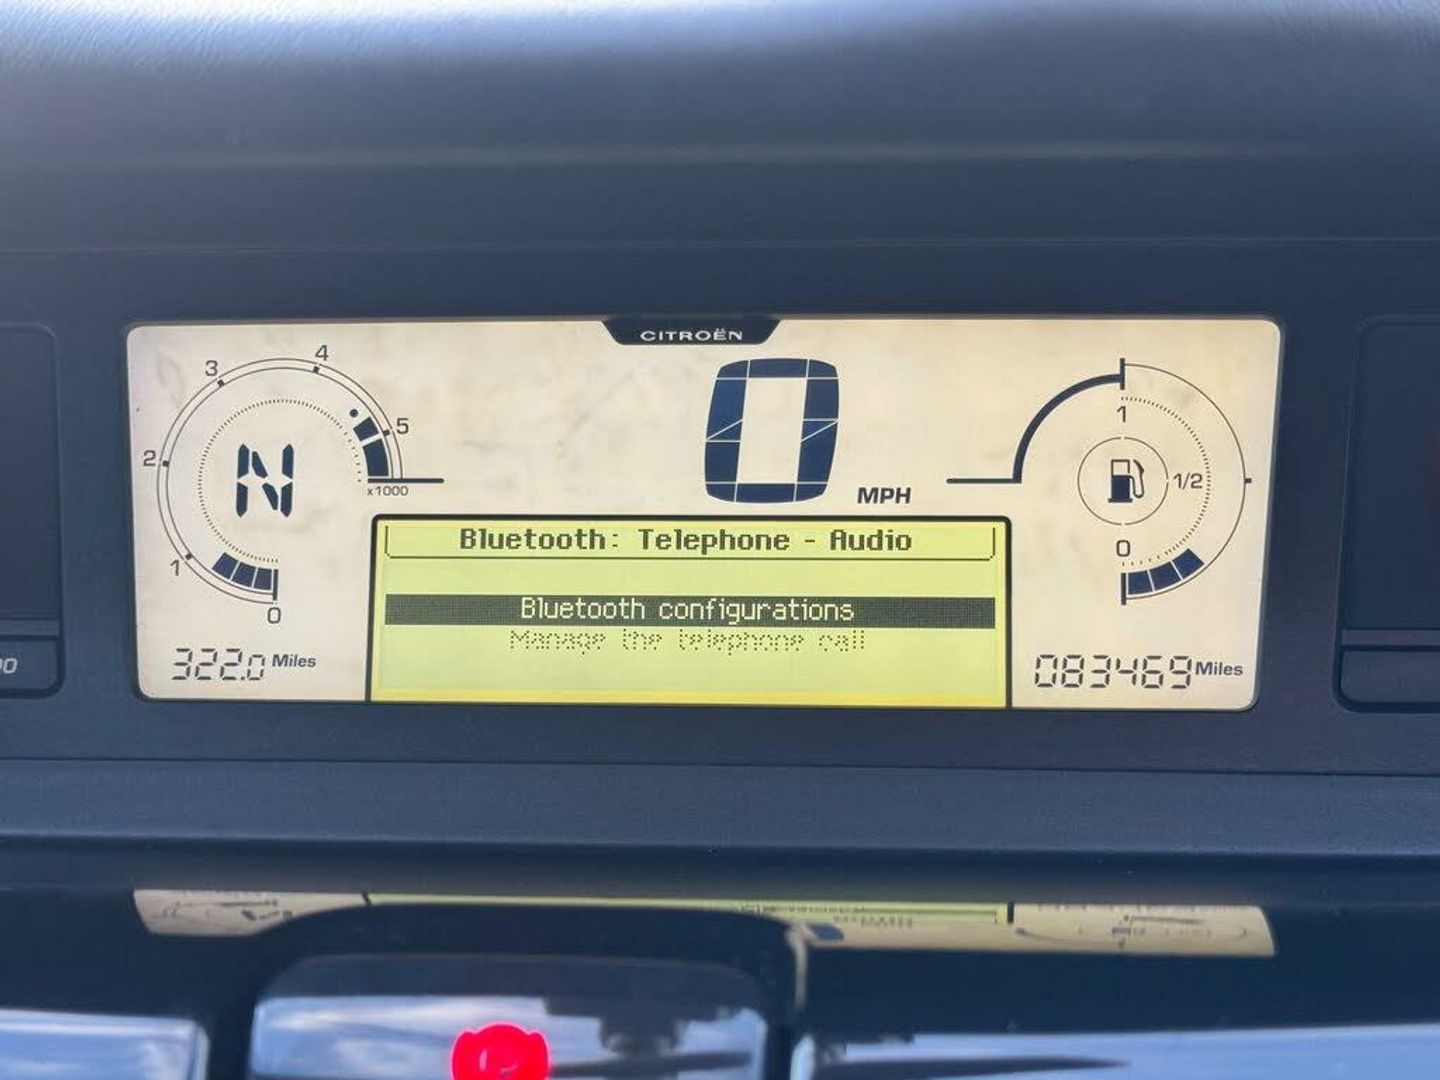 CITROËN
3
4
5
2
1
0
x1000
N
0 MPH
1
1/2
0
Bluetooth: Telephone - Audio
Bluetooth configurations
Manage the telephone call
322.0 Miles
083469 Miles